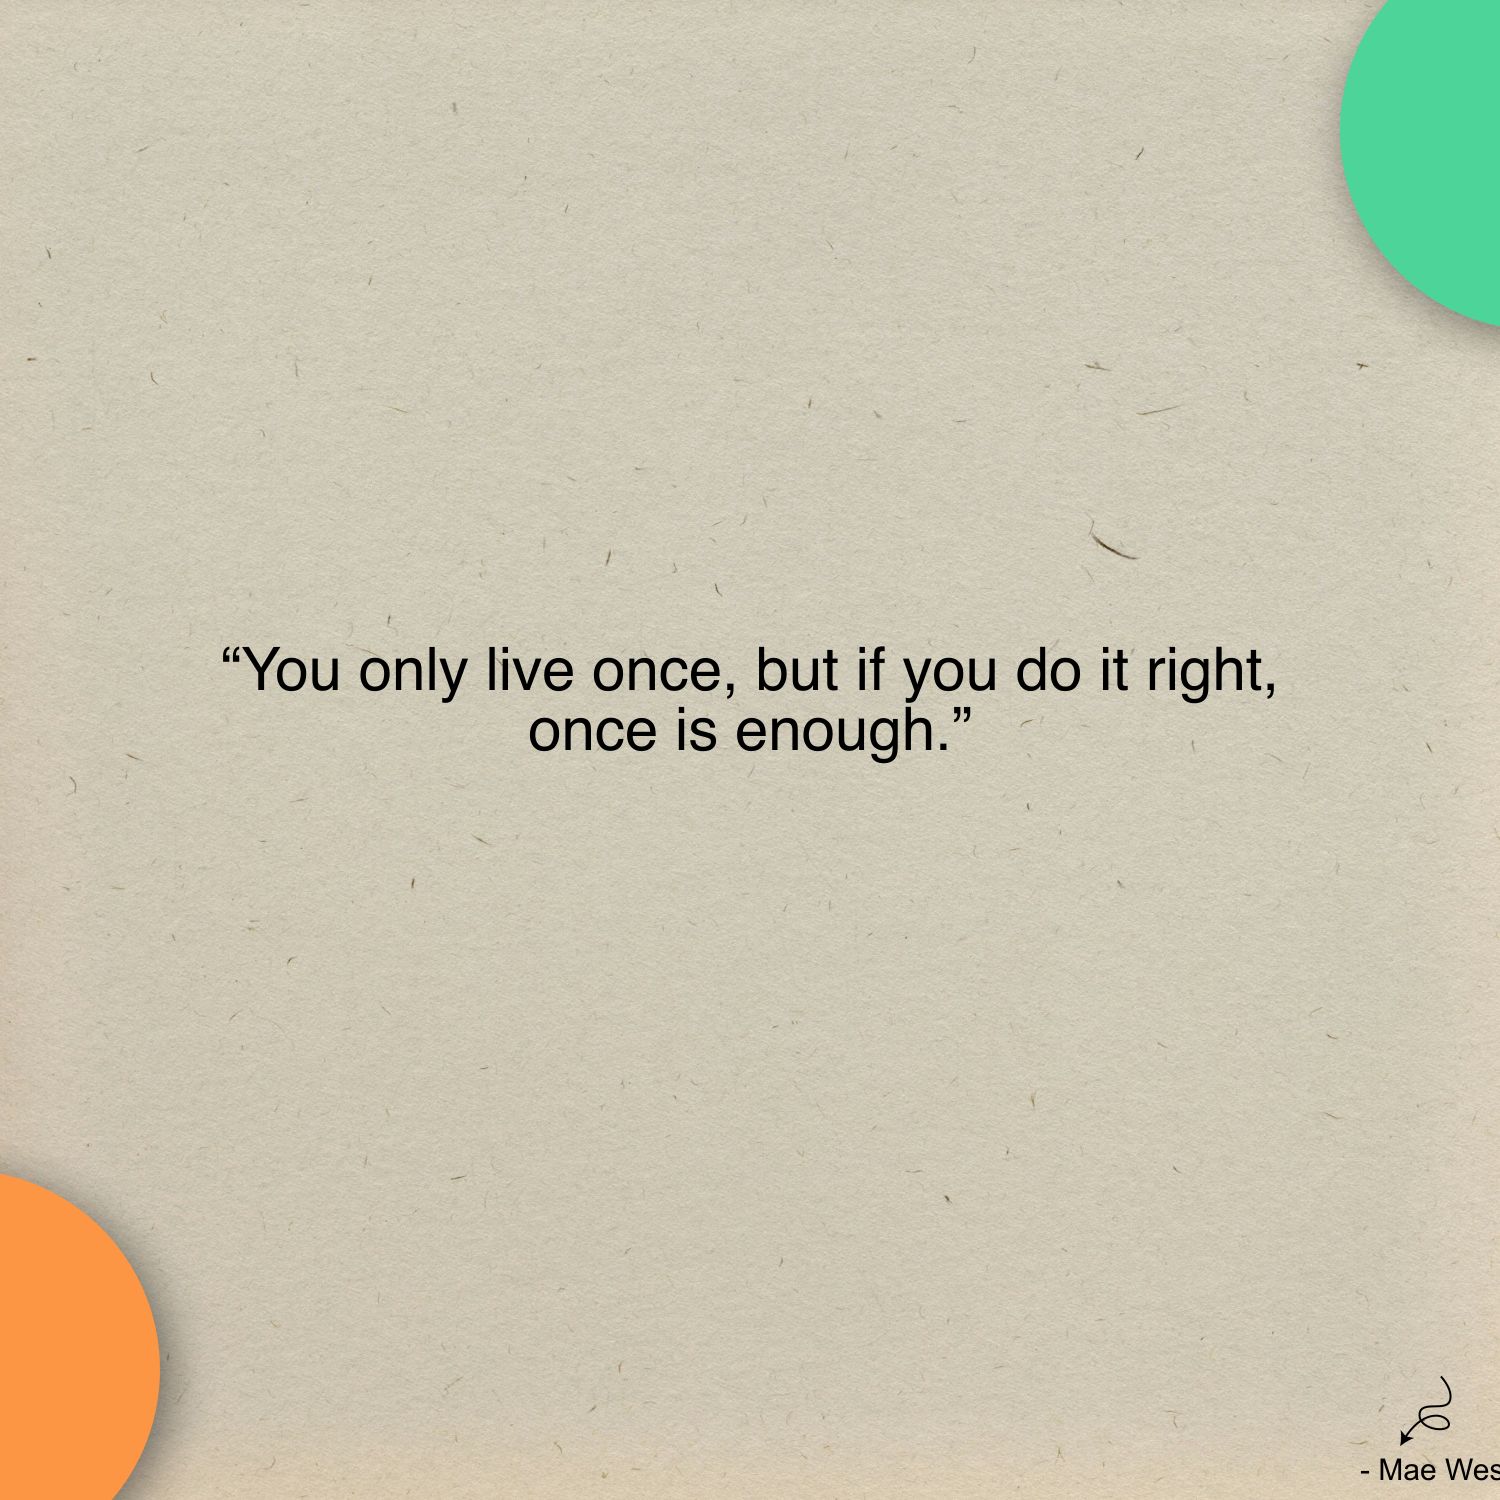 “You only live once, but if you do it right,
once is enough.”
- Mae Wes